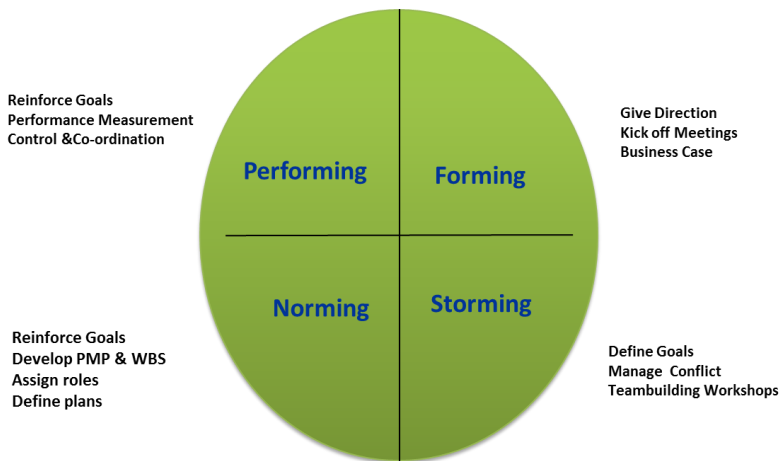 Reinforce Goals
Performance Measurement
Control &Co-ordination
Give Direction
Kick off Meetings
Business Case
Performing
Forming
Norming
Storming
Reinforce Goals
Develop PMP & WBS
Assign roles
Define plans
Define Goals
Manage Conflict
Teambuilding Workshops